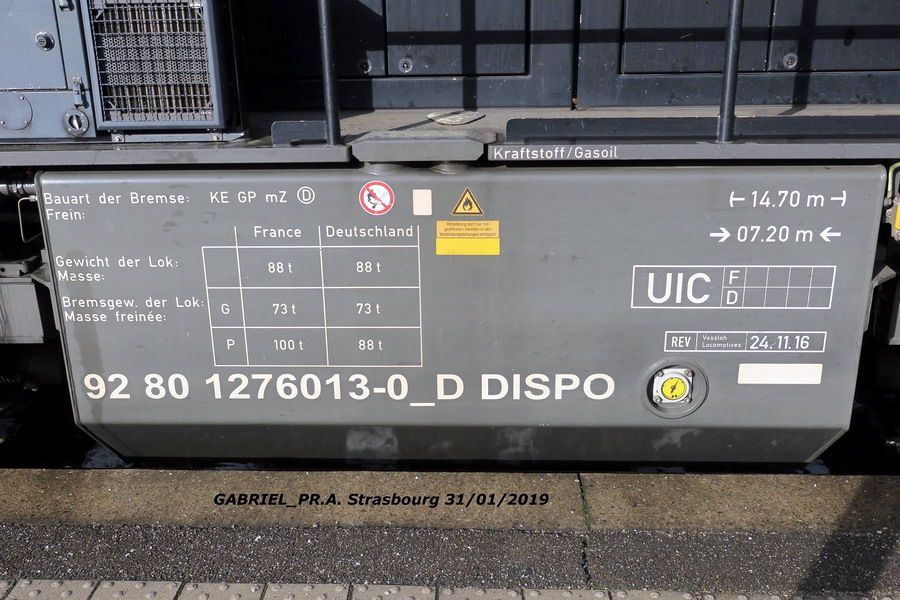 Kraftstoff/Gasoil
Bauart der Bremse: KE GP mZ D
Frein:
14.70 m
07.20 m
France Deutschland
Gewicht der Lok: 88 t 88 t
Masse:
Bremsgew. der Lok: G 73 t 73 t
Masse freinée:
P 100 t 88 t
UIC F
D
REV Vossloh Locomotives 24.11.16
92 80 1276013-0_D DISPO
GABRIEL_PR.A. Strasbourg 31/01/2019